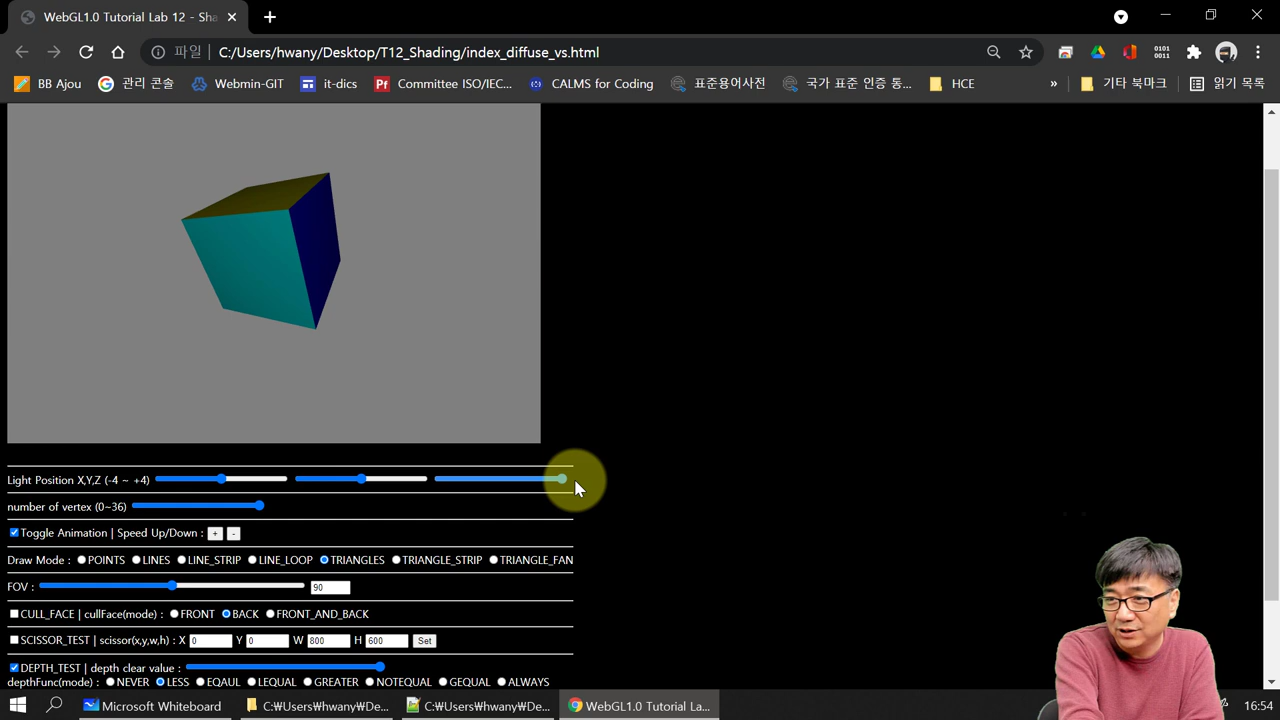 WebGL1.0 Tutorial Lab 12 - Sha
파일 C:/Users/hwany/Desktop/T12_Shading/index_diffuse_vs.html
BB Ajou 관리 콘솔 Webmin-GIT it-dics Committee ISO/IEC... CALMS for Coding 표준용어사전 국가 표준 인증 통... HCE » 기타 북마크 읽기 목록
Light Position X,Y,Z (-4 ~ +4)
number of vertex (0~36)
Toggle Animation | Speed Up/Down : + -
Draw Mode : POINTS LINES LINE_STRIP LINE_LOOP TRIANGLES TRIANGLE_STRIP TRIANGLE_FAN
FOV : 90
CULL_FACE | cullFace(mode) : FRONT BACK FRONT_AND_BACK
SCISSOR_TEST | scissor(x,y,w,h) : X 0 Y 0 W 800 H 600 Set
DEPTH_TEST | depth clear value :
depthFunc(mode) : NEVER LESS EQAUL LEQUAL GREATER NOTEQUAL GEQUAL ALWAYS
Microsoft Whiteboard C:₩Users₩hwany₩De... C:₩Users₩hwany₩De... WebGL1.0 Tutorial La... 16:54